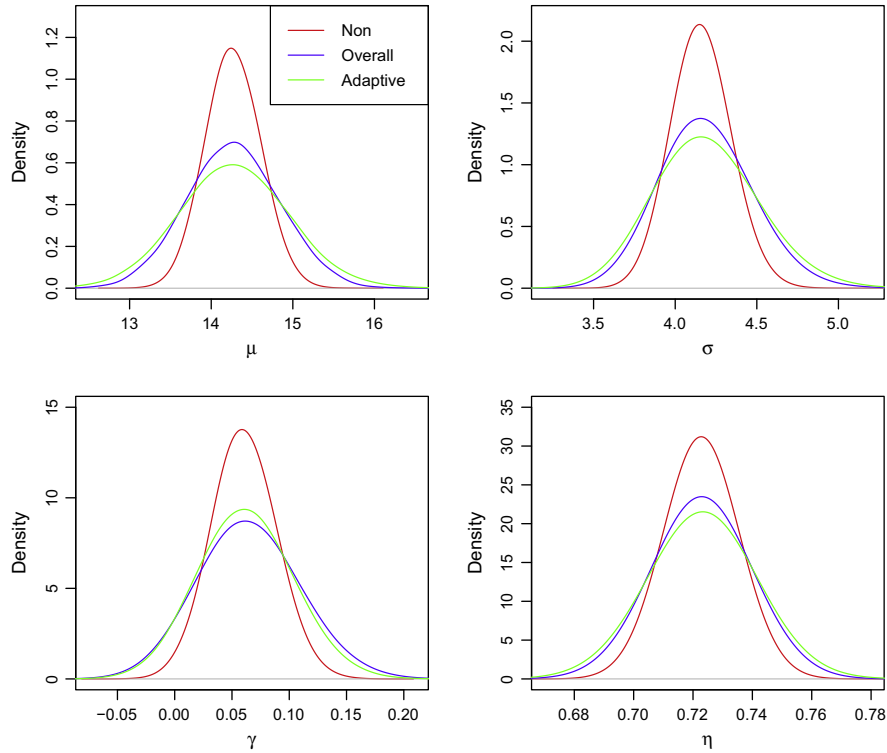 Non
Overall
Adaptive
Density
0.0 0.2 0.4 0.6 0.8 1.0 1.2
13 14 15 16
μ
Density
0.0 0.5 1.0 1.5 2.0
3.5 4.0 4.5 5.0
σ
Density
0 5 10 15
−0.05 0.00 0.05 0.10 0.15 0.20
γ
Density
0 5 10 15 20 25 30 35
0.68 0.70 0.72 0.74 0.76 0.78
η